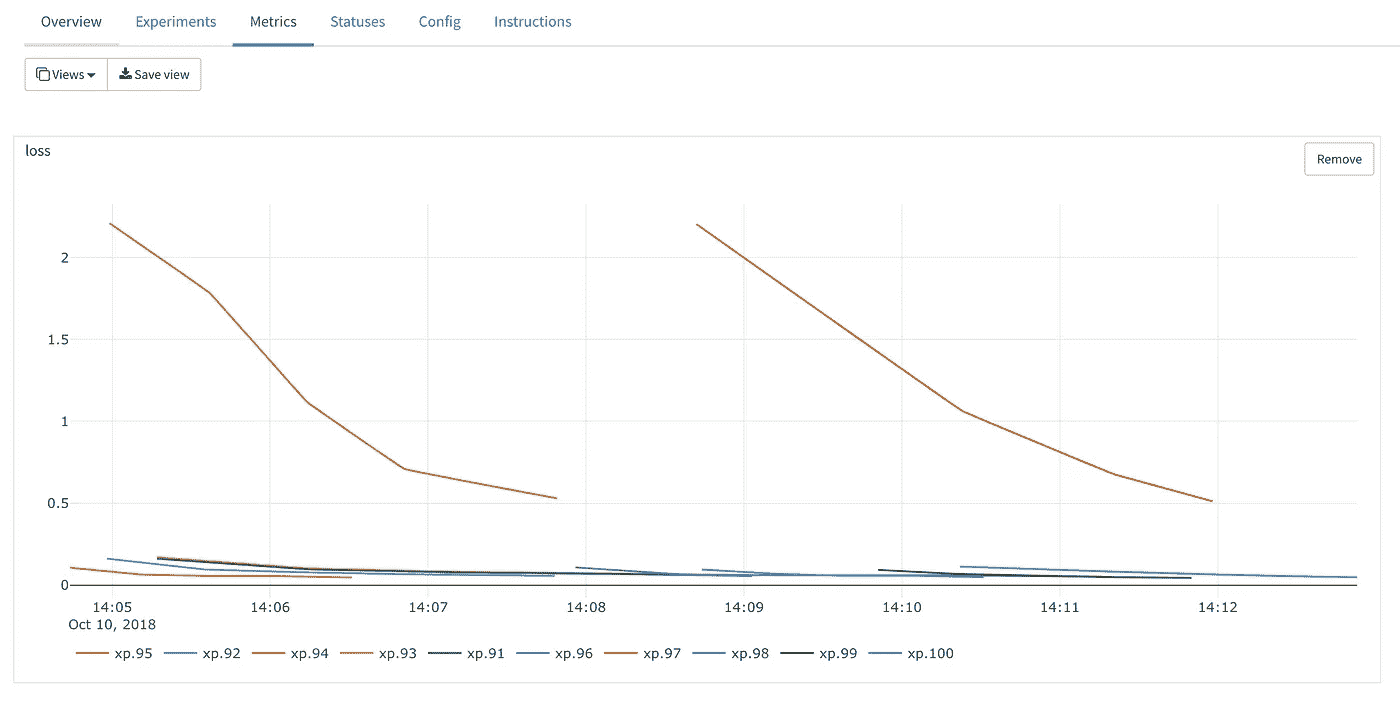 Overview Experiments Metrics Statuses Config Instructions
Views Save view
loss
Remove
2
1.5
1
0.5
0
14:05 14:06 14:07 14:08 14:09 14:10 14:11 14:12
Oct 10, 2018
xp.95 xp.92 xp.94 xp.93 xp.91 xp.96 xp.97 xp.98 xp.99 xp.100